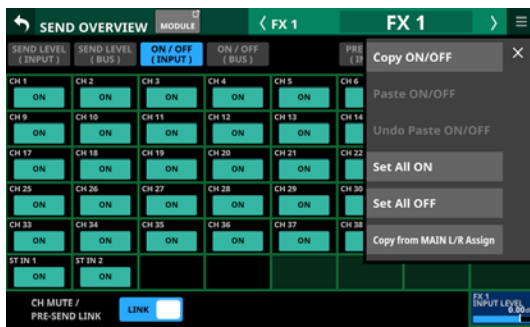 SEND OVERVIEW MODULE FX 1 FX 1
SEND LEVEL (INPUT) SEND LEVEL (BUS) ON / OFF (INPUT) ON / OFF (BUS) PRE
CH 1 CH 2 CH 3 CH 4 CH 5 CH 6
ON ON ON ON ON
CH 9 CH 10 CH 11 CH 12 CH 13 CH 14
ON ON ON ON ON
CH 17 CH 18 CH 19 CH 20 CH 21 CH 22
ON ON ON ON ON
CH 25 CH 26 CH 27 CH 28 CH 29 CH 30
ON ON ON ON ON
CH 33 CH 34 CH 35 CH 36 CH 37 CH 38
ON ON ON ON ON
ST IN 1 ST IN 2
ON ON
CH MUTE /
PRE-SEND LINK
LINK
Copy ON/OFF
Paste ON/OFF
Undo Paste ON/OFF
Set All ON
Set All OFF
Copy from MAIN L/R Assign
FX 1
INPUT LEVEL
0.00